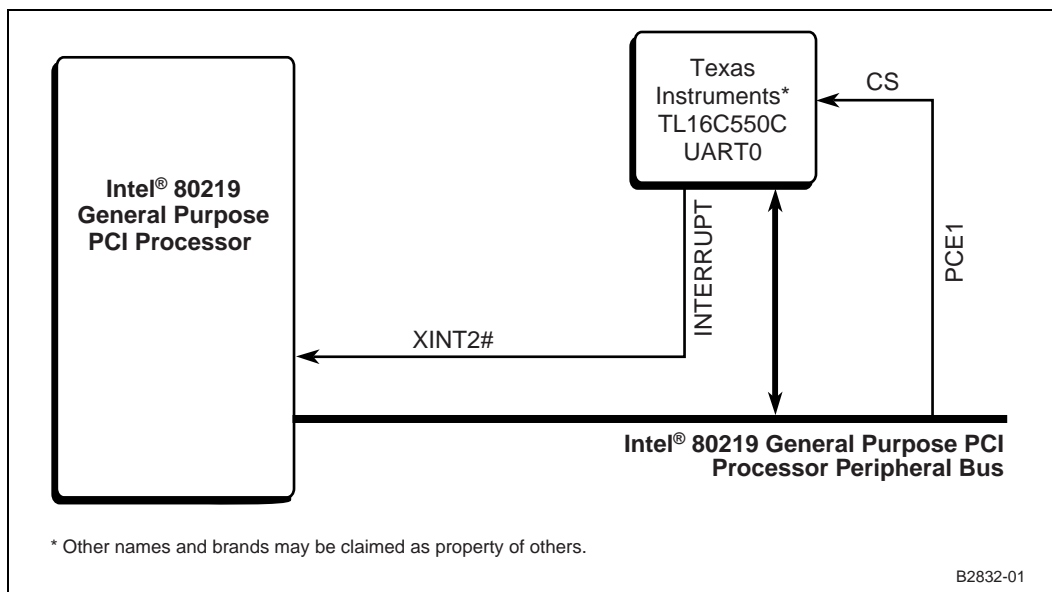 Texas
Instruments*
TL16C550C
UART0
CS
Intel® 80219
General Purpose
PCI Processor
INTERRUPT
PCE1
XINT2#
Intel® 80219 General Purpose PCI
Processor Peripheral Bus
* Other names and brands may be claimed as property of others.
B2832-01